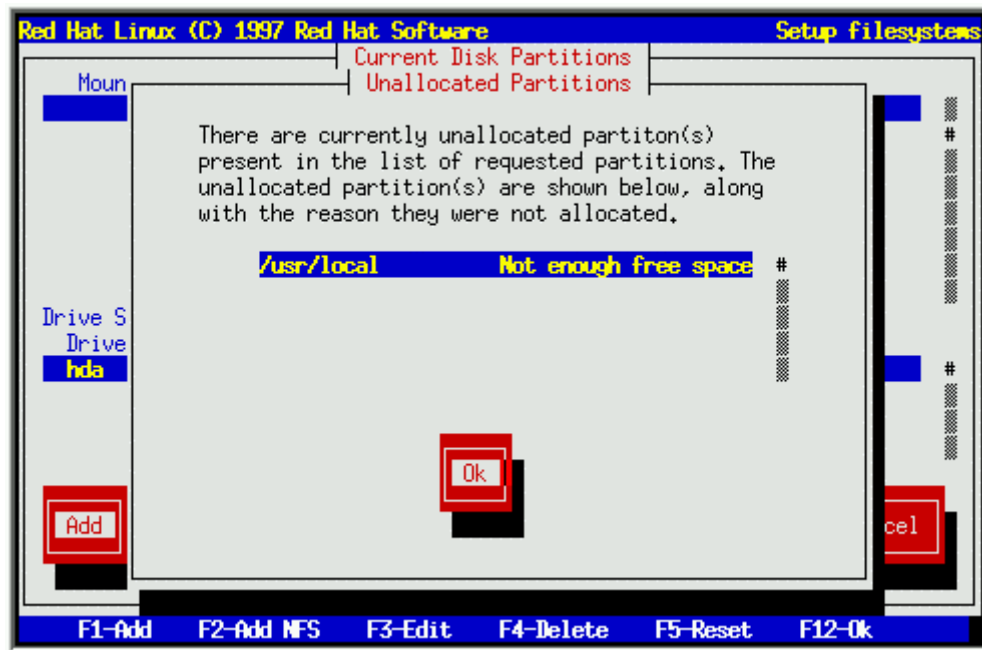 Red Hat Linux (C) 1997 Red Hat Software Setup filesystems
Current Disk Partitions
Moun
Unallocated Partitions
There are currently unallocated partiton(s)
present in the list of requested partitions. The
unallocated partition(s) are shown below, along
with the reason they were not allocated.
/usr/local Not enough free space #
#
Drive S
Drive
hda #
Ok
Add cel
F1-Add F2-Add NFS F3-Edit F4-Delete F5-Reset F12-Ok